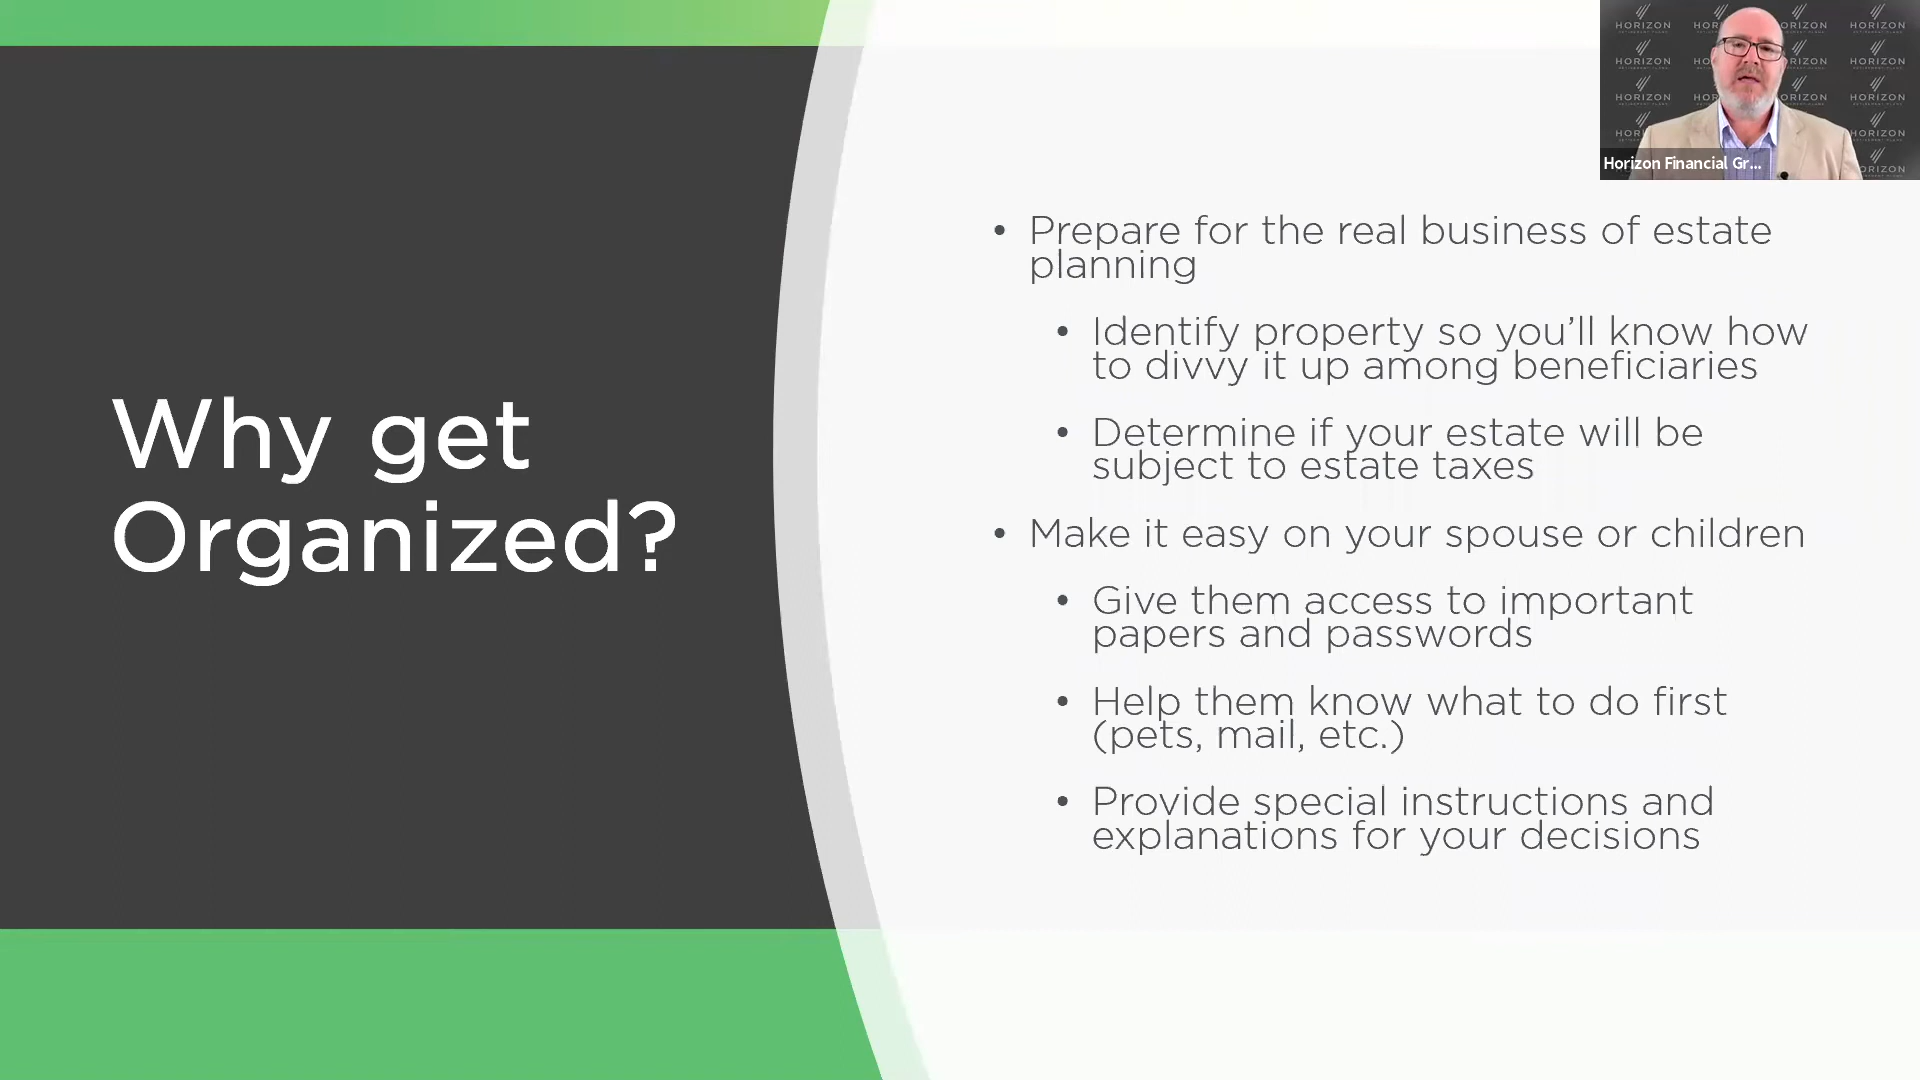 Why get
Organized?
• Prepare for the real business of estate
planning
• Identify property so you’ll know how
to divvy it up among beneficiaries
• Determine if your estate will be
subject to estate taxes
• Make it easy on your spouse or children
• Give them access to important
papers and passwords
• Help them know what to do first
(pets, mail, etc.)
• Provide special instructions and
explanations for your decisions
HORIZON
HORIZON
HORIZON
HORIZON
Horizon Financial Gr...